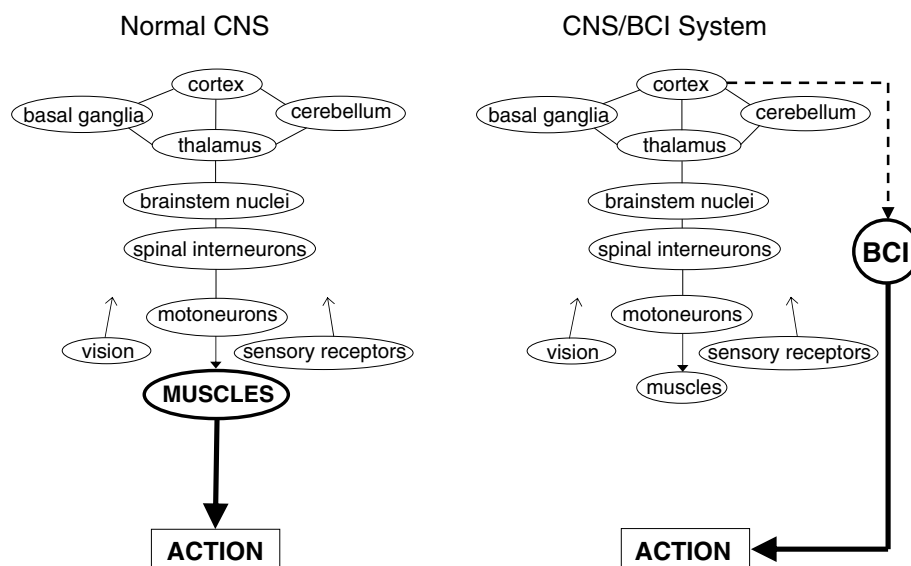 Normal CNS
cortex
basal ganglia
cerebellum
thalamus
brainstem nuclei
spinal interneurons
motoneurons
vision
sensory receptors
MUSCLES
ACTION
CNS/BCI System
cortex
basal ganglia
cerebellum
thalamus
brainstem nuclei
spinal interneurons
BCI
motoneurons
vision
sensory receptors
muscles
ACTION